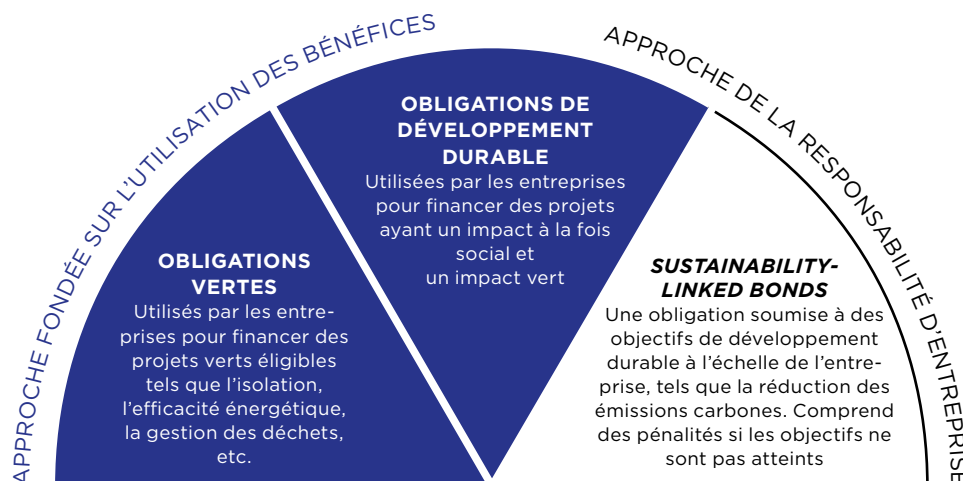 APPROCHE FONDÉE SUR L'UTILISATION DES BÉNÉFICES
APPROCHE DE LA RESPONSABILITÉ D'ENTREPRISE
OBLIGATIONS DE
DÉVELOPPEMENT
DURABLE
Utilisées par les entreprises
pour financer des projets
ayant un impact à la fois
social et
un impact vert
OBLIGATIONS
VERTES
Utilisés par les entre-
prises pour financer des
projets verts éligibles
tels que l'isolation,
l'efficacité énergétique,
la gestion des déchets,
etc.
SUSTAINABILITY-
LINKED BONDS
Une obligation soumise à des
objectifs de développement
durable à l'échelle de l'entre-
prise, tels que la réduction des
émissions carbones. Comprend
des pénalités si les objectifs ne
sont pas atteints